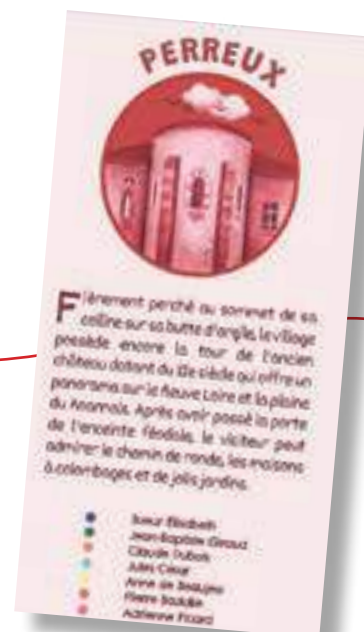 PERREUX
Fièrement perché au sommet de sa
colline sur sa butte d'argile, le village
possède encore la tour de l'ancien
château datant du siècle qui offre un
panorama sur le fleuve Loire et la plaine
du Roannais. Après avoir passé la porte
de l'enceinte féodale, le visiteur peut
admirer le chemin de ronde, les maisons
à colombages et de jolis jardins.
Soeur Elisabeth
Jean-Baptiste Giraud
Claude Dubois
Jules César
Anne de Beaujeu
Pierre
Adrienne Picard